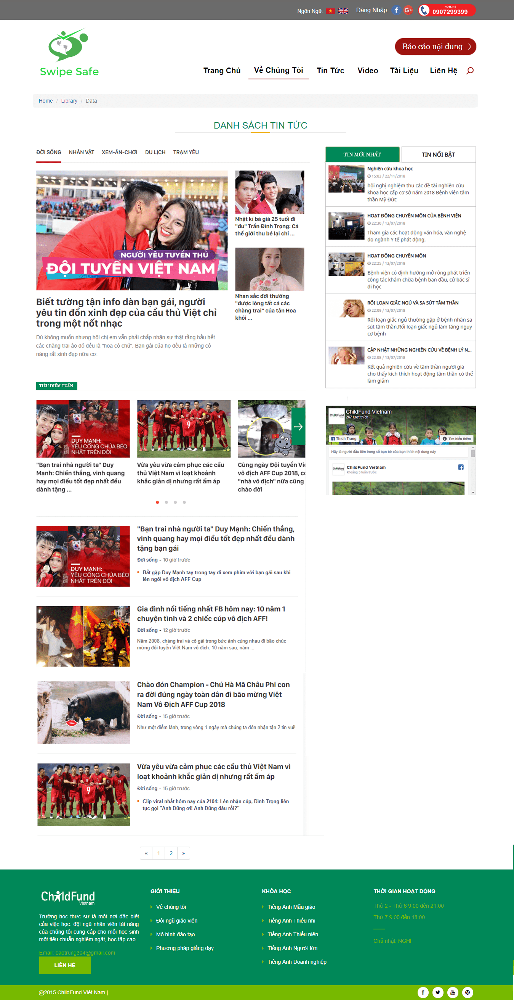 Ngôn Ngữ:
Đăng Nhập:
HOTLINE
0907299399
Swipe Safe
Báo cáo nội dung
Trang Chủ
Về Chúng Tôi
Tin Tức
Video
Tài Liệu
Liên Hệ
Home / Library / Data
DANH SÁCH TIN TỨC
ĐỜI SỐNG
NHÂN VẬT
XEM-ĂN-CHƠI
DU LỊCH
TRẠM YÊU
NGƯỜI YÊU TUYỂN THỦ
ĐỘI TUYỂN VIỆT NAM
Biết tường tận info dàn bạn gái, người
yêu tin đồn xinh đẹp của cầu thủ Việt chỉ
trong một nốt nhạc
Dù không muốn nhưng hội chị em vẫn phải chấp nhận sự thật rằng hầu hết
các chàng trai áo đỏ đều là "hoa có chủ". Bạn gái của họ đều là những cô
nàng rất xinh đẹp nữa cơ.
Nhật kí bà già 25 tuổi đi
"đu" Trần Đình Trọng: Cả
thế giới thu bé lại chỉ ...
Nhan sắc đời thường
"được lòng tất cả các
chàng trai" của tân Hoa
khôi ...
TIN MỚI NHẤT
TIN NỔI BẬT
Nghiên cứu khoa học
15:03 / 22/11/2018
hội nghị nghiệm thu các đề tài nghiên cứu
khoa học cấp cơ sở năm 2018 Bệnh viên tâm
thần Mỹ Đức
HOẠT ĐỘNG CHUYÊN MÔN CỦA BỆNH VIỆN
22:30 / 13/07/2018
Tham gia các hoạt động văn hóa, văn nghệ
do ngành Y tế phát động.
HOẠT ĐỘNG CHUYÊN MÔN
22:25 / 13/07/2018
Bệnh viện có định hướng mở rông phát triển
công tác khám chữa bệnh ban đầu, cử bác sĩ
đi học
RỐI LOẠN GIẤC NGỦ VÀ SA SÚT TÂM THẦN
22:09 / 13/07/2018
Rối loạn giấc ngủ thường gặp ở bệnh nhân sa
sút tâm thần.Rối loạn giấc ngủ làm tăng nguy
cơ bệnh
CẬP NHẬT NHỮNG NGHIÊN CỨU VỀ BỆNH LÝ N...
22:08 / 13/07/2018
Kết quả nghiên cứu về tâm thần người già
cho thấy kích thích hoạt động tâm thần có thể
làm giảm
TIÊU ĐIỂM TUẦN
DUY MẠNH:
YÊU CÔNG CHÚA BÉO
NHẤT TRÊN ĐỜI
9
"Bạn trai nhà người ta" Duy
Mạnh: Chiến thắng, vinh quang
hay mọi điều tốt đẹp nhất đều
dành tặng ...
Vừa yêu vừa cảm phục các cầu
thủ Việt Nam vì loạt khoảnh
khắc giản dị nhưng rất ấm áp
Cùng ngày Đội tuyển Việ
vô địch AFF Cup 2018, có
"nhà vô địch" nữa cũng
chào đời
ChildFund
ChildFund Vietnam
267 lượt thích
Thích Trang
Tìm hiểu thêm
Hãy là người đầu tiên trong số bạn bè của bạn thích nội dung này
ChildFund
ChildFund Vietnam
khoảng 3 tuần trước
DUY MẠNH:
YÊU CÔNG CHÚA BÉO
NHẤT TRÊN ĐỜI
"Bạn trai nhà người ta" Duy Mạnh: Chiến thắng,
vinh quang hay mọi điều tốt đẹp nhất đều dành
tặng bạn gái
Đời sống - 10 giờ trước
Bắt gặp Duy Mạnh tay trong tay đi xem phim với bạn gái sau khi
lên ngôi vô địch AFF Cup
Gia đình nổi tiếng nhất FB hôm nay: 10 năm 1
chuyện tình và 2 chiếc cúp vô địch AFF!
Đời sống - 12 giờ trước
Năm 2008, chàng trai và cô gái trong bức ảnh cùng nhau đi bão chúc
mừng đội tuyển Việt Nam vô địch. 10 năm sau, năm ...
Chào đón Champion - Chú Hà Mã Châu Phi con
ra đời đúng ngày toàn dân đi bão mừng Việt
Nam Vô Địch AFF Cup 2018
Đời sống - 15 giờ trước
Như một điềm lành, trong vòng 1 ngày mà chúng ta đón nhận tận 2 tin vui!
9
Vừa yêu vừa cảm phục các cầu thủ Việt Nam vì
loạt khoảnh khắc giản dị nhưng rất ấm áp
Đời sống - 15 giờ trước
Clip viral nhất hôm nay của 2104: Lên nhận cúp, Đình Trọng liên
tục gọi "Anh Dũng ơi! Anh Dũng đâu rồi?"
« 1 2 »
ChildFund
Vietnam
Trường học thực sự là một nơi đặc biệt
của việc học. đội ngũ nhân viên tài năng
của chúng tôi cung cấp cho mỗi học sinh
một tiêu chuẩn nghiêm ngặt, học tập cao.
Email: baotrung304@gmail.com
LIÊN HỆ
GIỚI THIỆU
Về chúng tôi
Đội ngũ giáo viên
Mô hình đào tạo
Phương pháp giảng dạy
KHÓA HỌC
Tiếng Anh Mẫu giáo
Tiếng Anh Thiếu nhi
Tiếng Anh Thiếu niên
Tiếng Anh Người lớn
Tiếng Anh Doanh nghiệp
THỜI GIAN HOẠT ĐỘNG
Thứ 2 - Thứ 6 9:00 đến 21:00
Thứ 7 9:00 đến 18:00
Chủ nhật: NGHỈ
@2015 ChildFund Việt Nam |